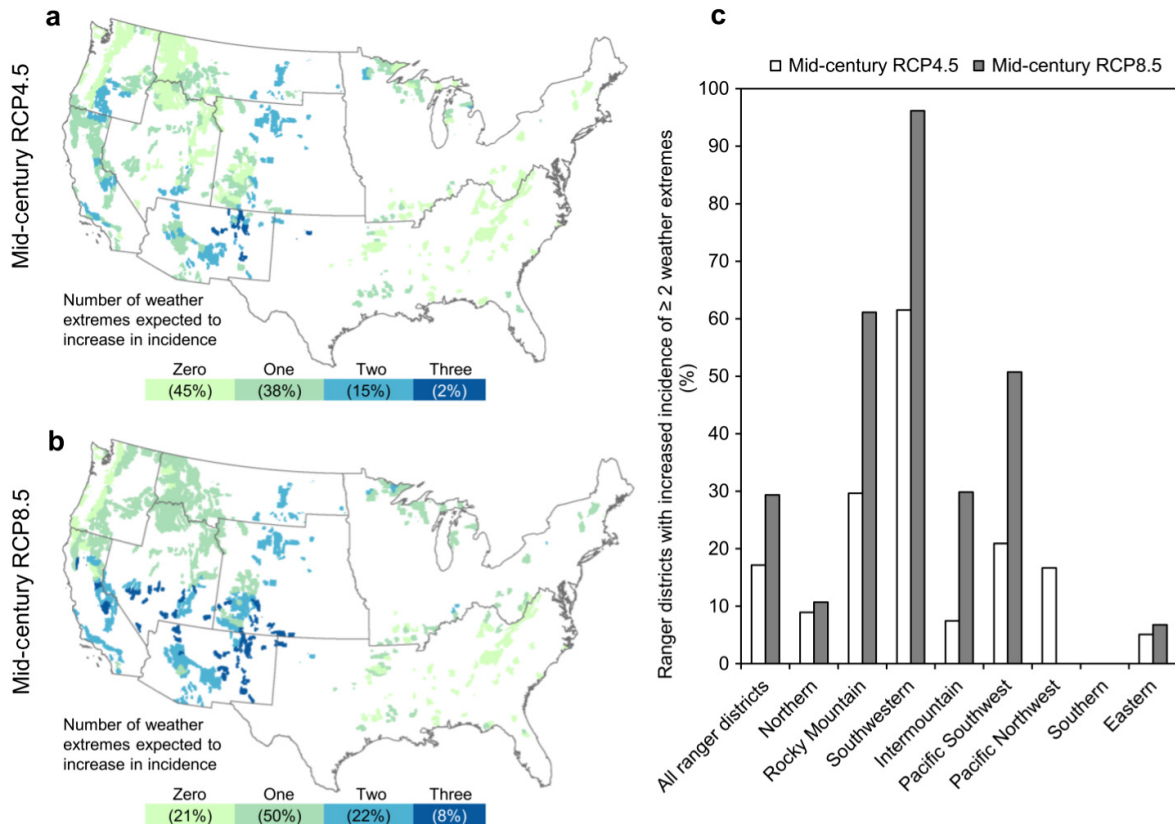 a
Mid-century RCP4.5
Number of weather
extremes expected to
increase in incidence
Zero One Two Three
(45%) (38%) (15%) (2%)
b
Mid-century RCP8.5
Number of weather
extremes expected to
increase in incidence
Zero One Two Three
(21%) (50%) (22%) (8%)
c
Mid-century RCP4.5 Mid-century RCP8.5
Ranger districts with increased incidence of ≥ 2 weather extremes
(%)
100
90
80
70
60
50
40
30
20
10
0
All ranger districts
Northern
Rocky Mountain
Southwestern
Intermountain
Pacific Southwest
Pacific Northwest
Southern
Eastern